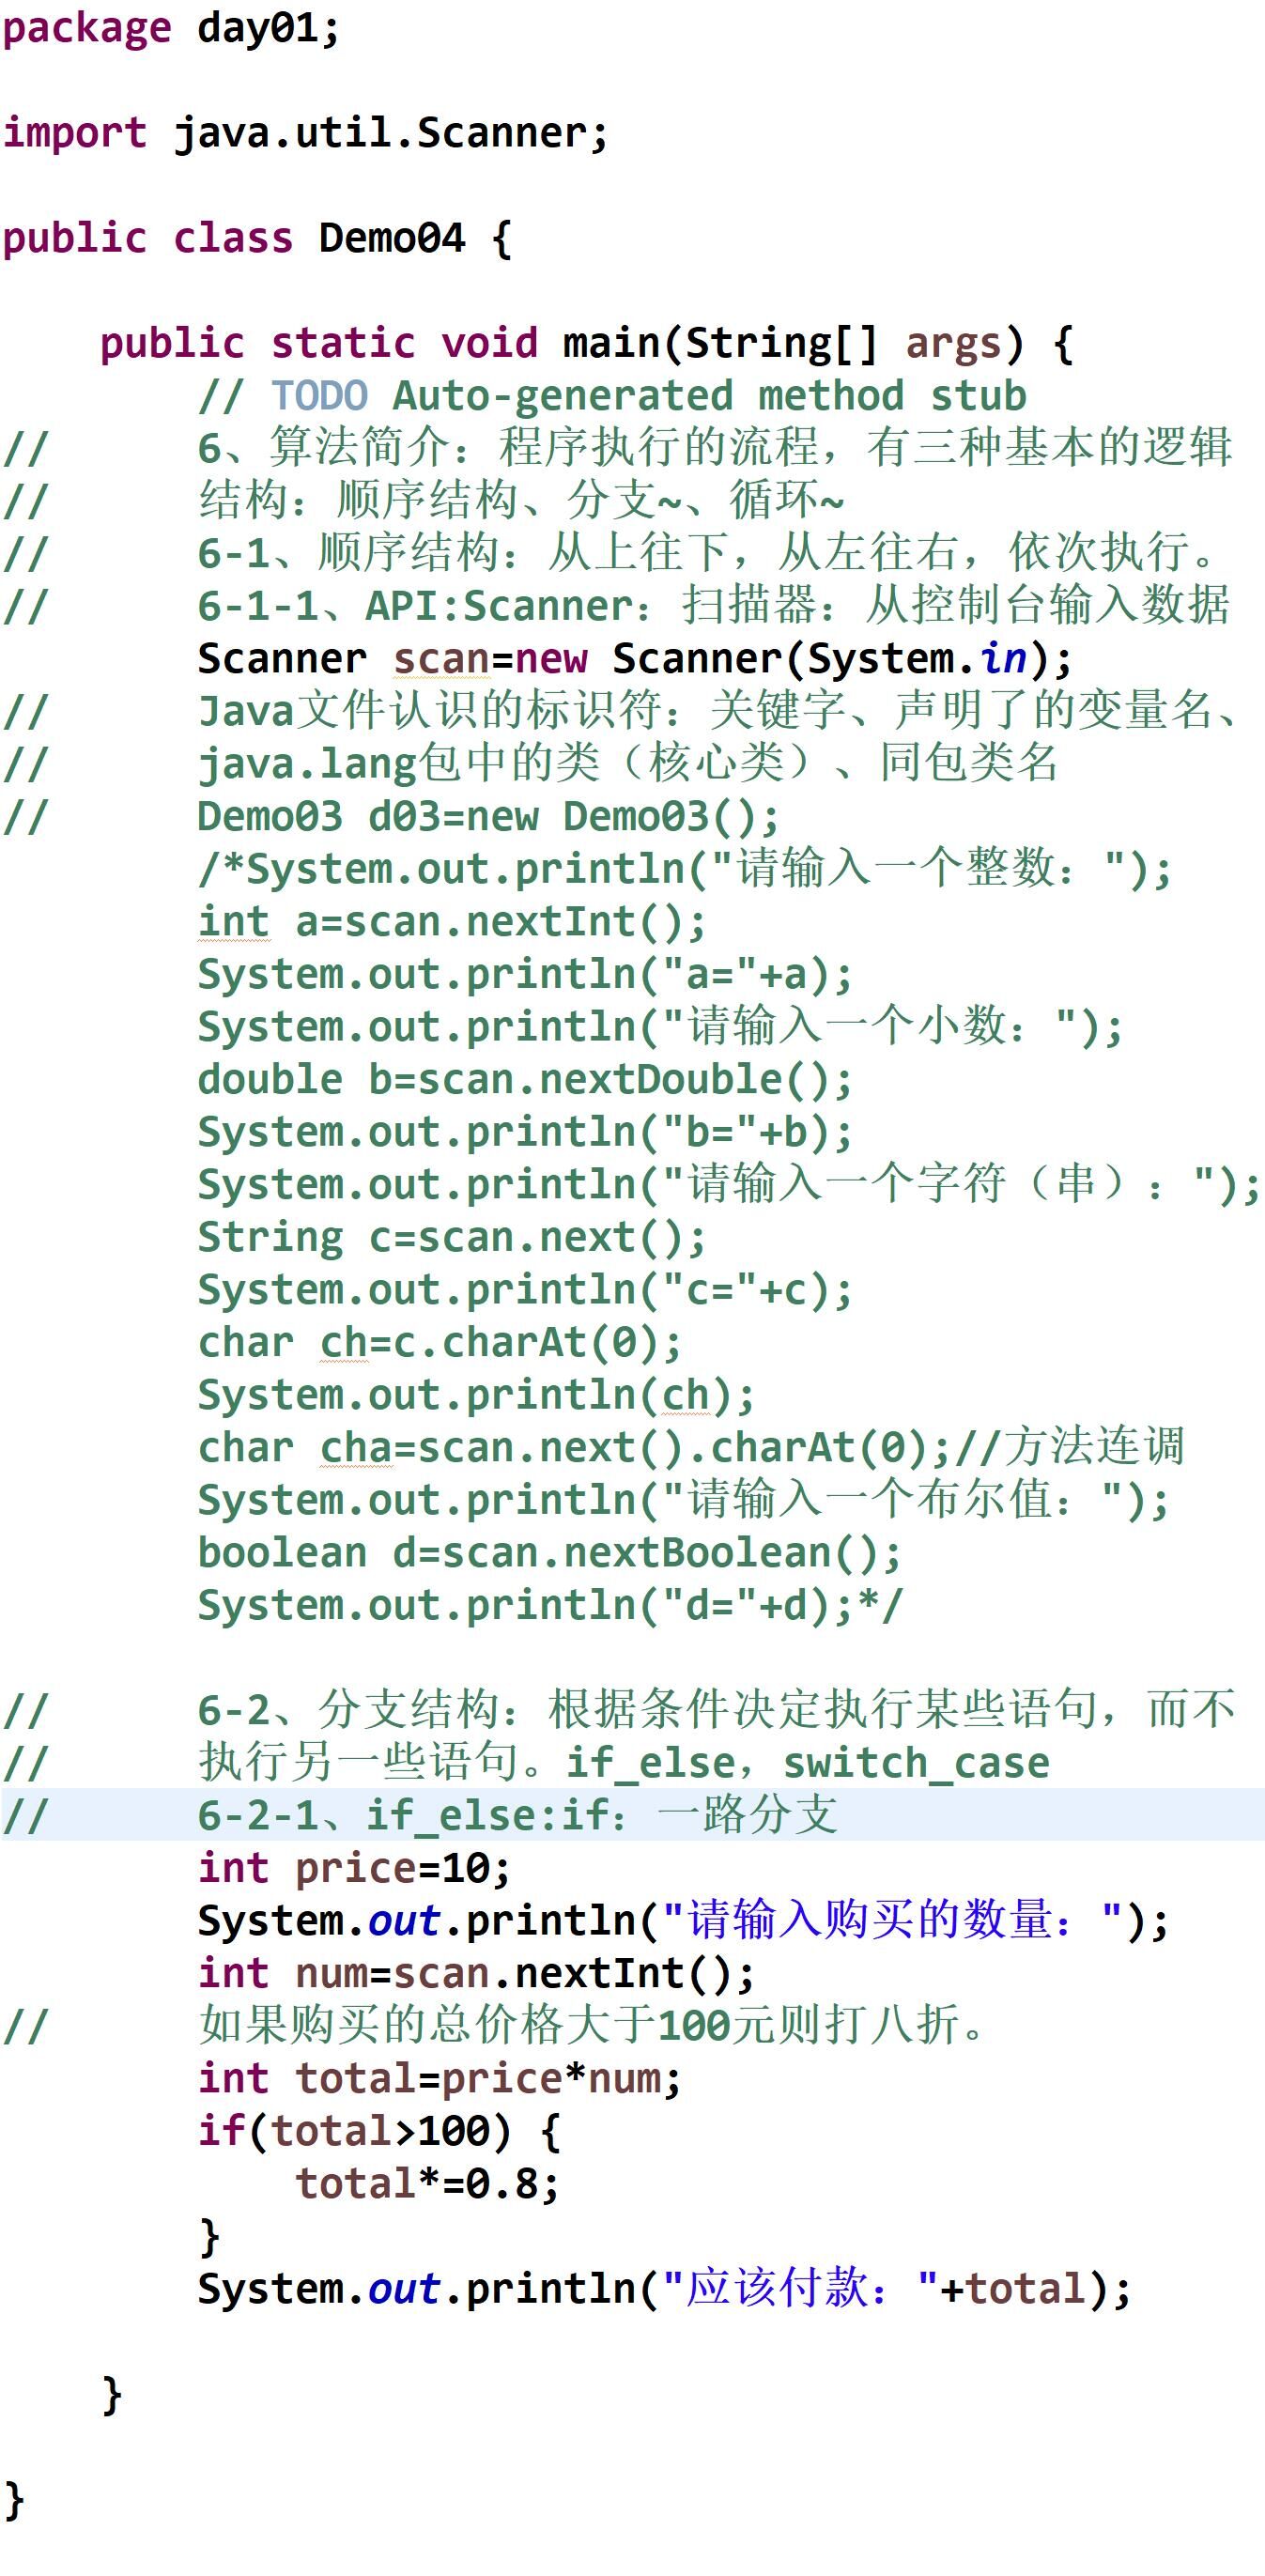 package day01;
import java.util.Scanner;
public class Demo04 {
public static void main(String[] args) {
// TODO Auto-generated method stub
// 6、算法简介：程序执行的流程，有三种基本的逻辑
// 结构：顺序结构、分支~、循环~
// 6-1、顺序结构：从上往下，从左往右，依次执行。
// 6-1-1、API:Scanner：扫描器：从控制台输入数据
Scanner scan=new Scanner(System.in);
// Java文件认识的标识符：关键字、声明了的变量名、
// java.lang包中的类（核心类）、同包类名
// Demo03 d03=new Demo03();
/*System.out.println("请输入一个整数：");
int a=scan.nextInt();
System.out.println("a="+a);
System.out.println("请输入一个小数：");
double b=scan.nextDouble();
System.out.println("b="+b);
System.out.println("请输入一个字符（串）：");
String c=scan.next();
System.out.println("c="+c);
char ch=c.charAt(0);
System.out.println(ch);
char cha=scan.next().charAt(0);//方法连调
System.out.println("请输入一个布尔值：");
boolean d=scan.nextBoolean();
System.out.println("d="+d);*/
// 6-2、分支结构：根据条件决定执行某些语句，而不
// 执行另一些语句。if_else，switch_case
// 6-2-1、if_else:if：一路分支
int price=10;
System.out.println("请输入购买的数量：");
int num=scan.nextInt();
// 如果购买的总价格大于100元则打八折。
int total=price*num;
if(total>100) {
total*=0.8;
}
System.out.println("应该付款："+total);
}
}